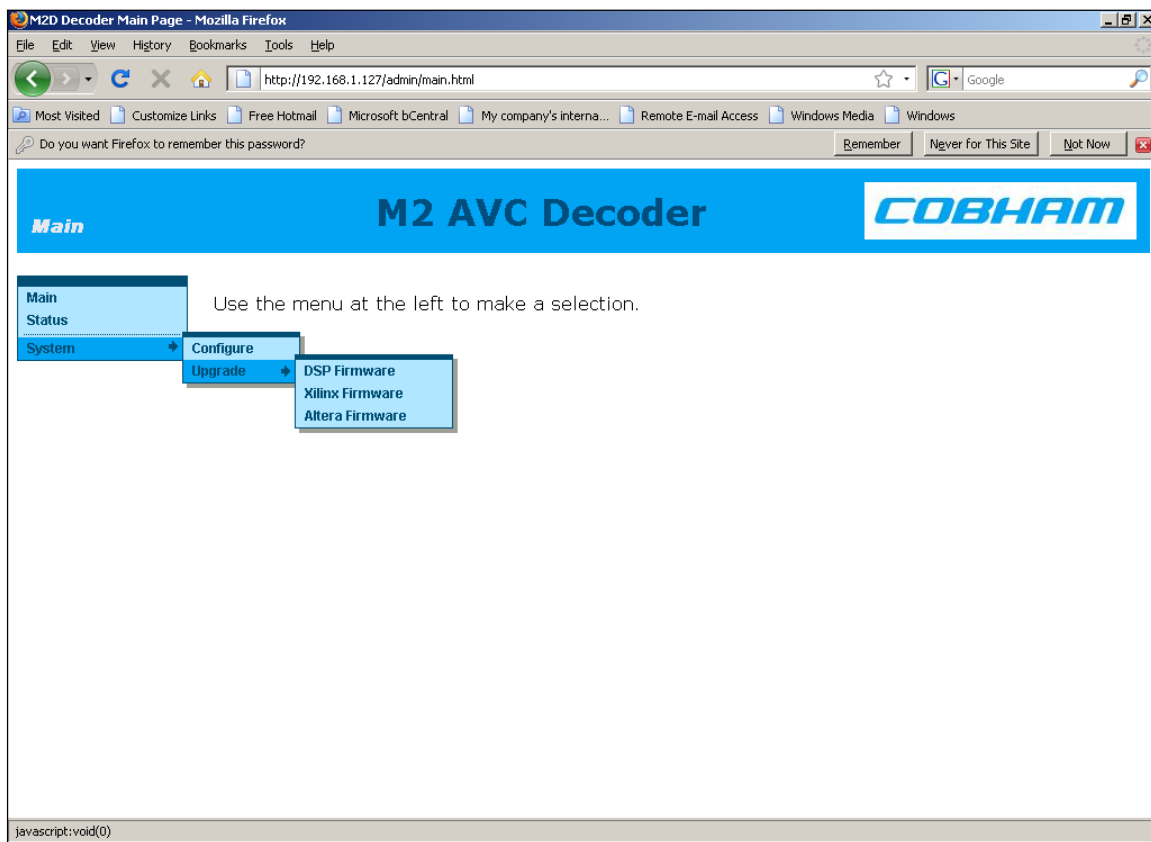 M2D Decoder Main Page - Mozilla Firefox
File Edit View History Bookmarks Tools Help
http://192.168.1.127/admin/main.html
G Google
Most Visited Customize Links Free Hotmail Microsoft bCentral My company's interna... Remote E-mail Access Windows Media Windows
Do you want Firefox to remember this password? Remember Never for This Site Not Now
Main M2 AVC Decoder COBHAM
Main
Use the menu at the left to make a selection.
Status
System Configure
Upgrade DSP Firmware
Xilinx Firmware
Altera Firmware
javascript:void(0)